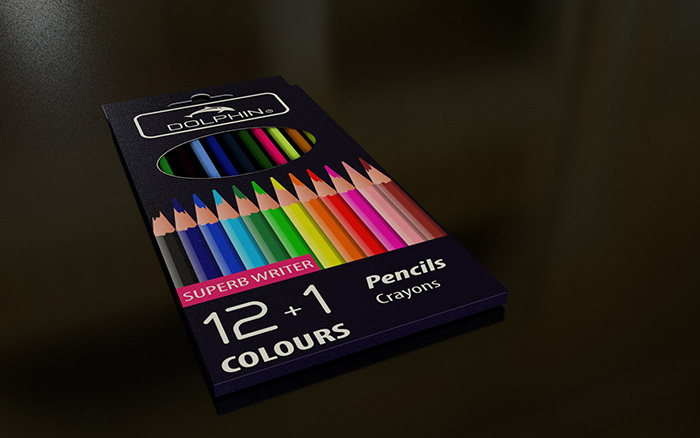 DOLPHIN®
SUPERB WRITER
12+1
COLOURS
Pencils
Crayons